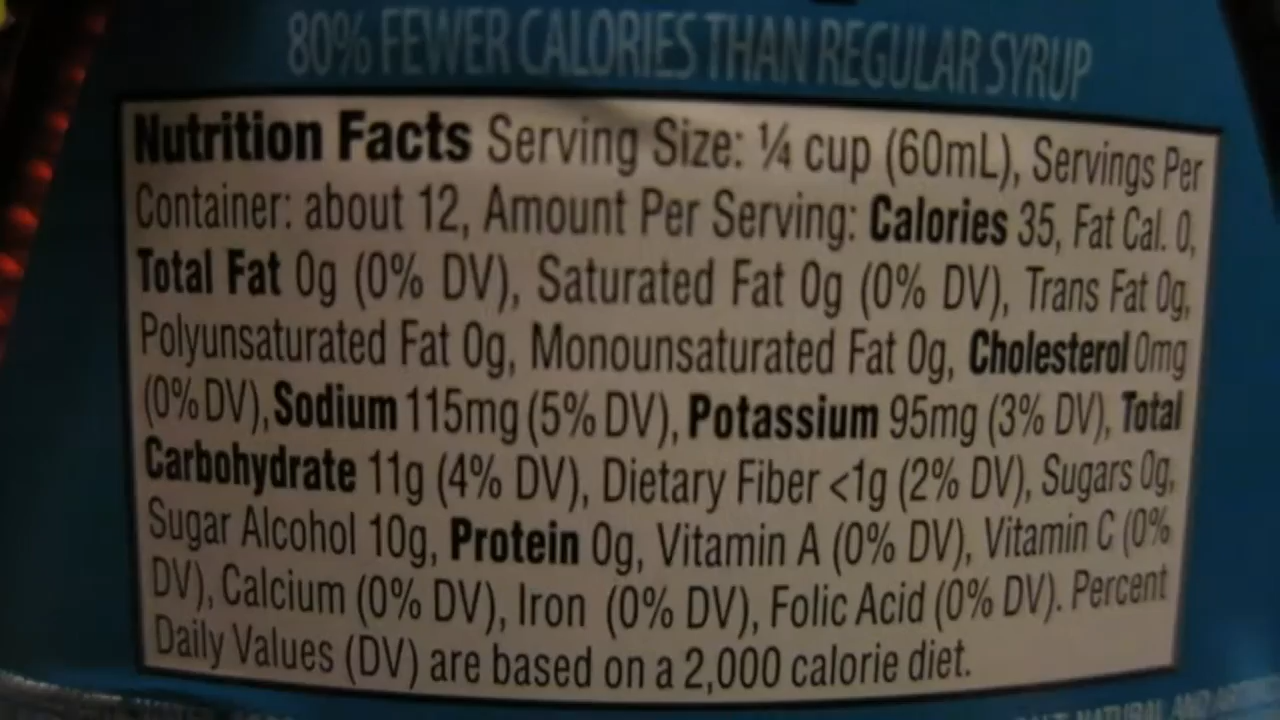 80% FEWER CALORIES THAN REGULAR SYRUP
Nutrition Facts Serving Size: ¼ cup (60mL), Servings Per
Container: about 12, Amount Per Serving: Calories 35, Fat Cal. 0,
Total Fat 0g (0% DV), Saturated Fat 0g (0% DV), Trans Fat 0g,
Polyunsaturated Fat 0g, Monounsaturated Fat 0g, Cholesterol 0mg
(0% DV), Sodium 115mg (5% DV), Potassium 95mg (3% DV), Total
Carbohydrate 11g (4% DV), Dietary Fiber <1g (2% DV), Sugars 0g,
Sugar Alcohol 10g, Protein 0g, Vitamin A (0% DV), Vitamin C (0%
DV), Calcium (0% DV), Iron (0% DV), Folic Acid (0% DV). Percent
Daily Values (DV) are based on a 2,000 calorie diet.
NATURAL AND